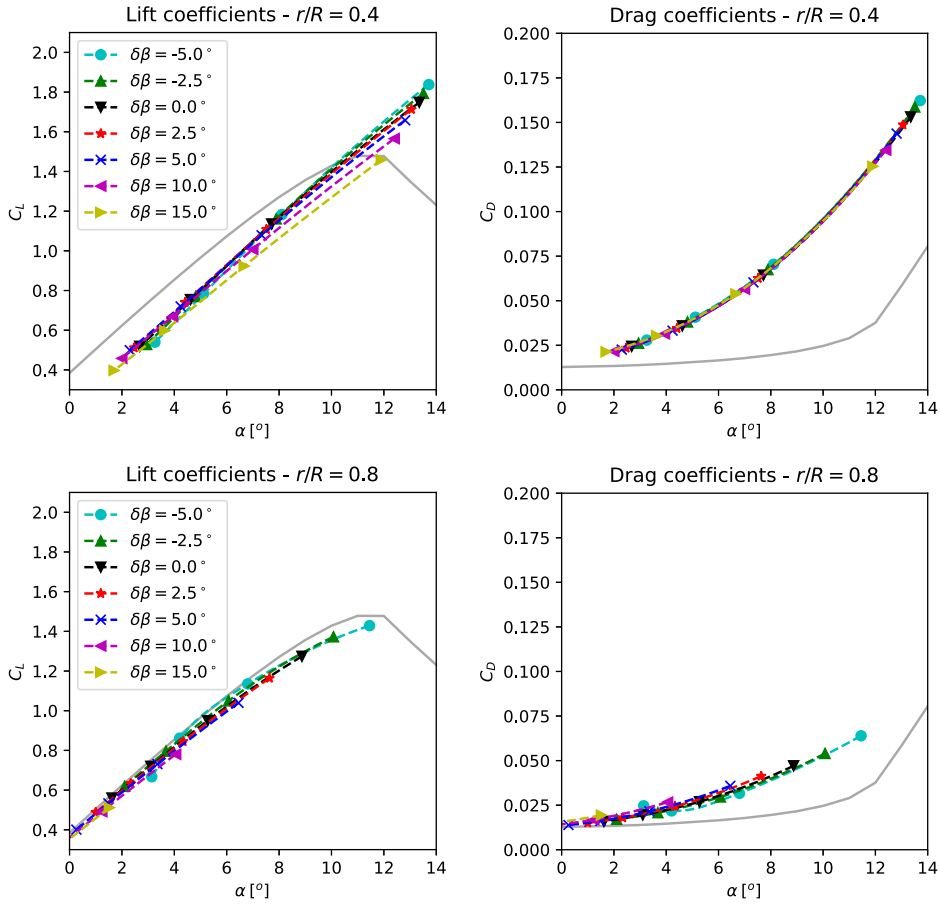 Lift coefficients - r/R = 0.4
2.0
1.8
1.6
1.4
1.2
1.0
0.8
0.6
0.4
C_L
δβ = -5.0°
δβ = -2.5°
δβ = 0.0°
δβ = 2.5°
δβ = 5.0°
δβ = 10.0°
δβ = 15.0°
0 2 4 6 8 10 12 14
α [°]
Drag coefficients - r/R = 0.4
0.200
0.175
0.150
0.125
0.100
0.075
0.050
0.025
0.000
C_D
0 2 4 6 8 10 12 14
α [°]
Lift coefficients - r/R = 0.8
2.0
1.8
1.6
1.4
1.2
1.0
0.8
0.6
0.4
C_L
δβ = -5.0°
δβ = -2.5°
δβ = 0.0°
δβ = 2.5°
δβ = 5.0°
δβ = 10.0°
δβ = 15.0°
0 2 4 6 8 10 12 14
α [°]
Drag coefficients - r/R = 0.8
0.200
0.175
0.150
0.125
0.100
0.075
0.050
0.025
0.000
C_D
0 2 4 6 8 10 12 14
α [°]